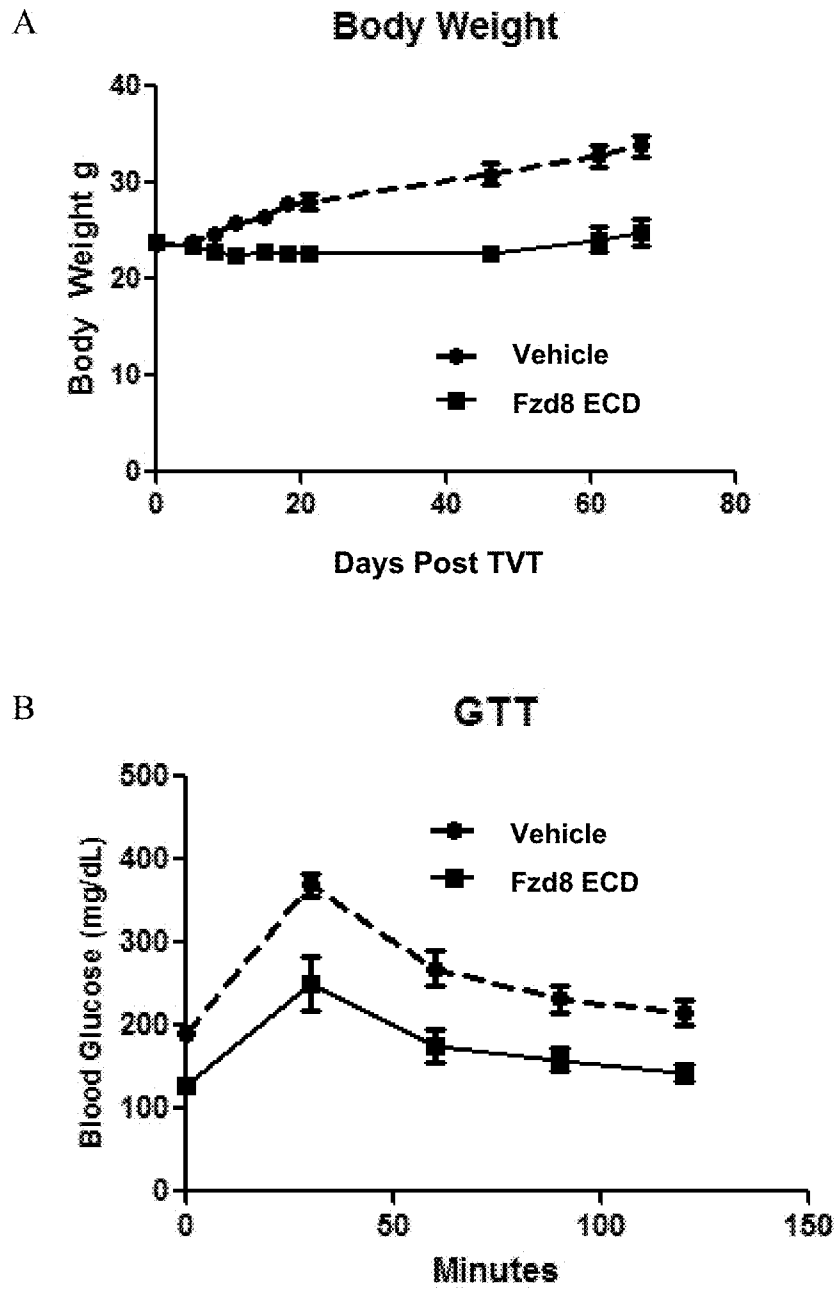 A
Body Weight
40
30
20
10
0
Body Weight g
Vehicle
Fzd8 ECD
0 20 40 60 80
Days Post TVT
B
GTT
500
400
300
200
100
0
Blood Glucose (mg/dL)
Vehicle
Fzd8 ECD
0 50 100 150
Minutes